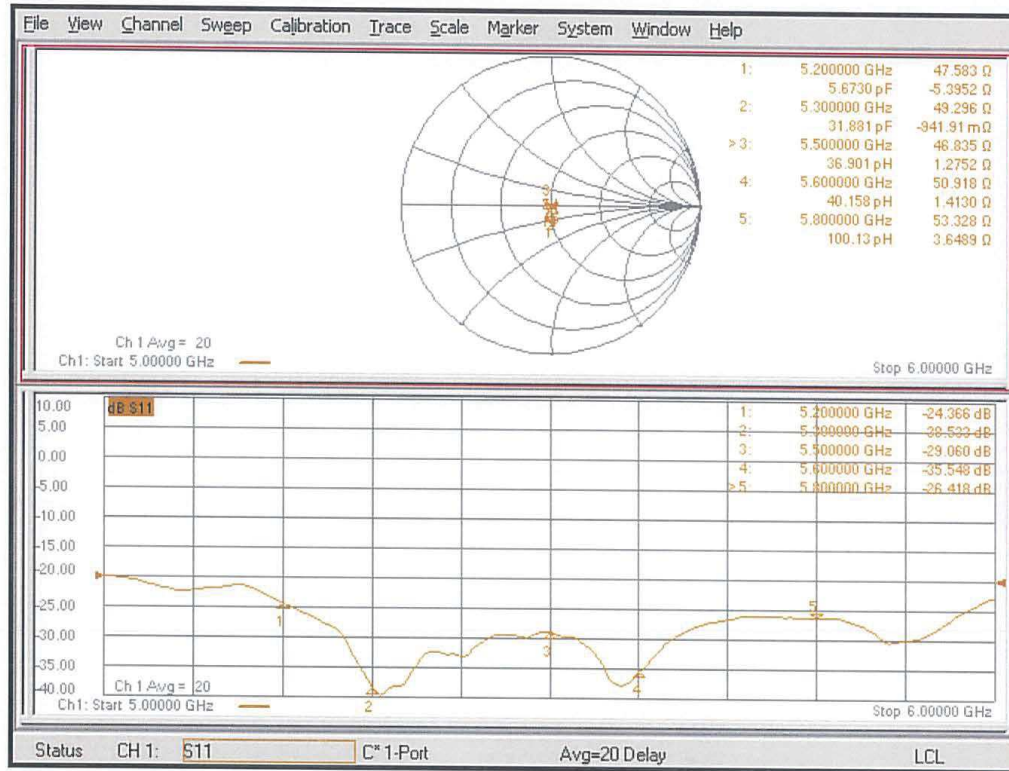 File View Channel Sweep Calibration Trace Scale Marker System Window Help
1: 5.200000 GHz 47.583 Ω
5.6730 pF -5.3952 Ω
2: 5.300000 GHz 49.296 Ω
31.881 pF -941.91 mΩ
> 3: 5.500000 GHz 46.835 Ω
36.901 pH 1.2752 Ω
4: 5.600000 GHz 50.918 Ω
40.158 pH 1.4130 Ω
5: 5.800000 GHz 53.328 Ω
100.13 pH 3.6489 Ω
3
1
Ch 1 Avg = 20
Ch1: Start 5.00000 GHz
Stop 6.00000 GHz
10.00
5.00
0.00
-5.00
-10.00
-15.00
-20.00
-25.00
-30.00
-35.00
-40.00
dB S11
1: 5.200000 GHz -24.366 dB
2: 5.300000 GHz -38.533 dB
3: 5.500000 GHz -29.060 dB
4: 5.600000 GHz -35.548 dB
>5: 5.800000 GHz -26.418 dB
1
2
3
4
5
Ch 1 Avg = 20
Ch1: Start 5.00000 GHz
Stop 6.00000 GHz
Status CH 1: S11 C* 1-Port Avg=20 Delay LCL